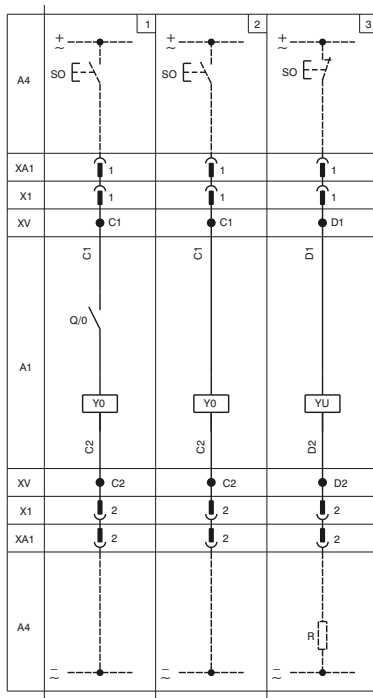 1 2 3
+ + +
~ ~ ~
A4 SO SO SO
XA1 1 1 1
X1 1 1 1
XV C1 C1 D1
C1 C1 D1
Q/0
A1
Y0 Y0 YU
C2 C2 D2
XV C2 C2 D2
X1 2 2 2
XA1 2 2 2
A4 R
– – –
~ ~ ~